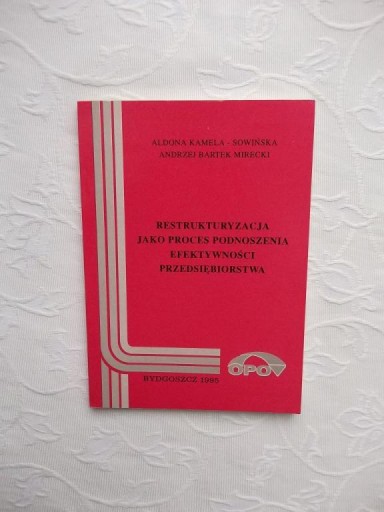 ALDONA KAMELA - SOWIŃSKA
ANDRZEJ BARTEK MIRECKI
RESTRUKTURYZACJA
JAKO PROCES PODNOSZENIA
EFEKTYWNOŚCI
PRZEDSIĘBIORSTWA
OPO
BYDGOSZCZ 1995